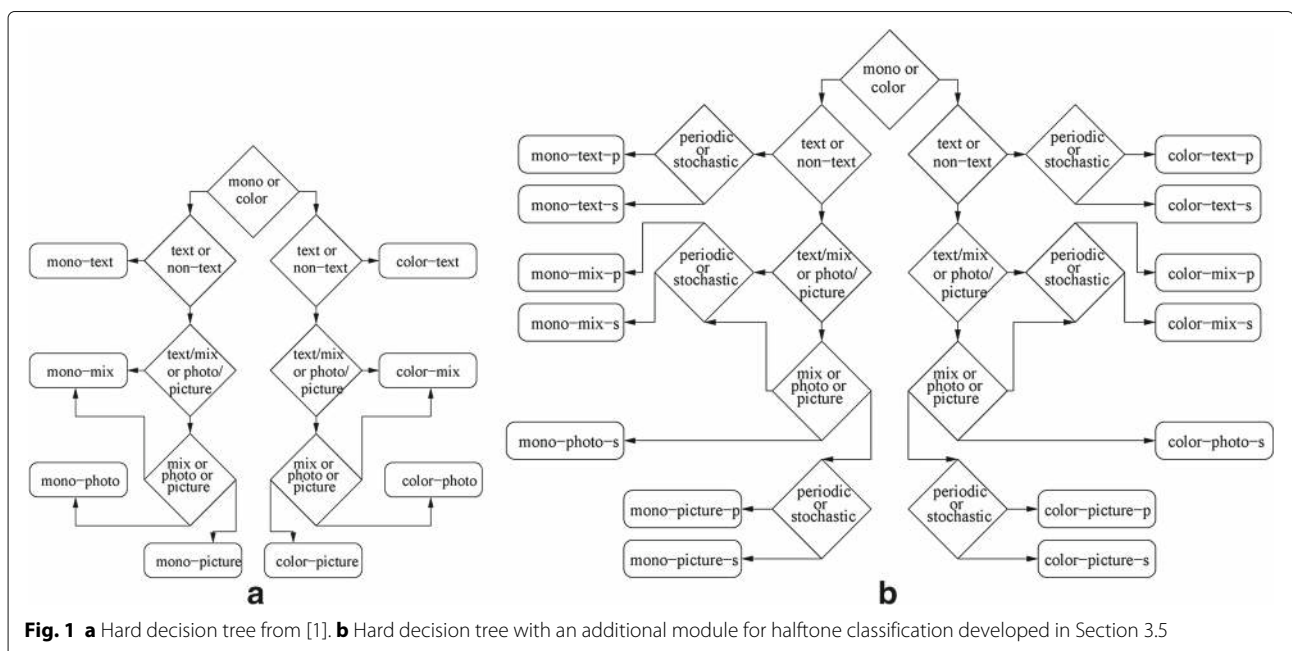 mono or
color
text or
non-text
text or
non-text
mono-text
color-text
text/mix
or photo/
picture
text/mix
or photo/
picture
mono-mix
color-mix
mix or
photo or
picture
mix or
photo or
picture
mono-photo
color-photo
mono-picture
color-picture
a
mono or
color
periodic
or
stochastic
text or
non-text
text or
non-text
periodic
or
stochastic
mono-text-p
color-text-p
mono-text-s
color-text-s
periodic
or
stochastic
text/mix
or photo/
picture
text/mix
or photo/
picture
periodic
or
stochastic
mono-mix-p
color-mix-p
mono-mix-s
color-mix-s
mix or
photo or
picture
mix or
photo or
picture
mono-photo-s
color-photo-s
periodic
or
stochastic
periodic
or
stochastic
mono-picture-p
color-picture-p
mono-picture-s
color-picture-s
b
Fig. 1 a Hard decision tree from [1]. b Hard decision tree with an additional module for halftone classification developed in Section 3.5